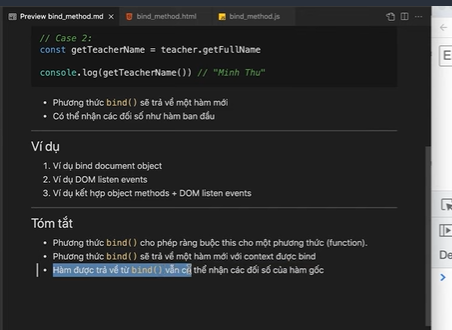 Preview bind_method.md
bind_method.html
bind_method.js
// Case 2:
const getTeacherName = teacher.getFullName
console.log(getTeacherName()) // "Minh Thu"
Phương thức bind() sẽ trả về một hàm mới
Có thể nhận các đối số như hàm ban đầu
Ví dụ
1. Ví dụ bind document object
2. Ví dụ DOM listen events
3. Ví dụ kết hợp object methods + DOM listen events
Tóm tắt
Phương thức bind() cho phép ràng buộc this cho một phương thức (function).
Phương thức bind() sẽ trả về một hàm mới với context được bind
Hàm được trả về từ bind() vẫn có thể nhận các đối số của hàm gốc